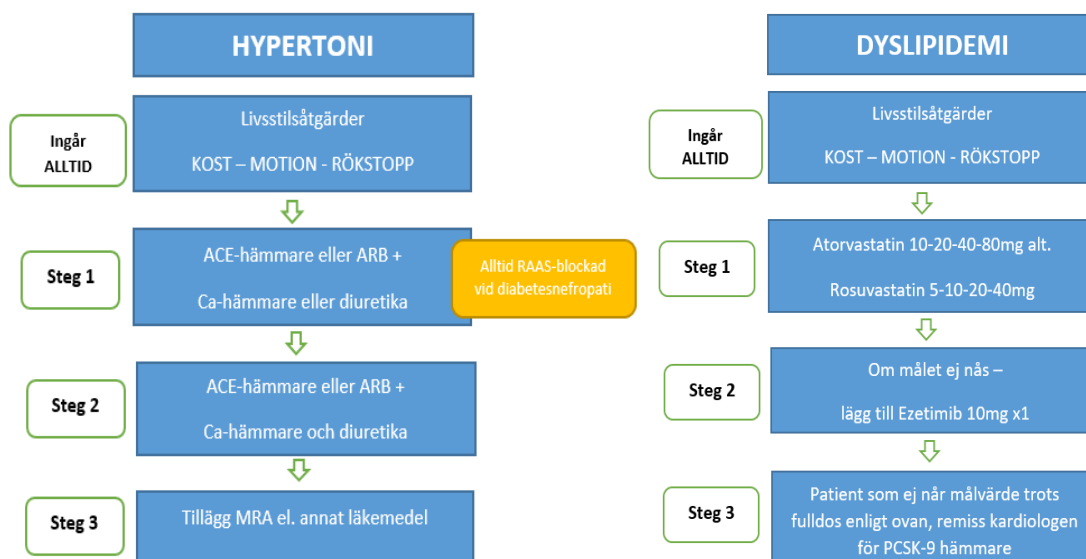 HYPERTONI
Ingår
ALLTID
Livsstilsåtgärder
KOST – MOTION - RÖKSTOPP
Steg 1
ACE-hämmare eller ARB +
Ca-hämmare eller diuretika
Alltid RAAS-blockad
vid diabetesnefropati
Steg 2
ACE-hämmare eller ARB +
Ca-hämmare och diuretika
Steg 3
Tillägg MRA el. annat läkemedel
DYSLIPIDEMI
Ingår
ALLTID
Livsstilsåtgärder
KOST – MOTION - RÖKSTOPP
Steg 1
Atorvastatin 10-20-40-80mg alt.
Rosuvastatin 5-10-20-40mg
Steg 2
Om målet ej nås –
lägg till Ezetimib 10mg x1
Steg 3
Patient som ej når målvärde trots
fulldos enligt ovan, remiss kardiologen
för PCSK-9 hämmare